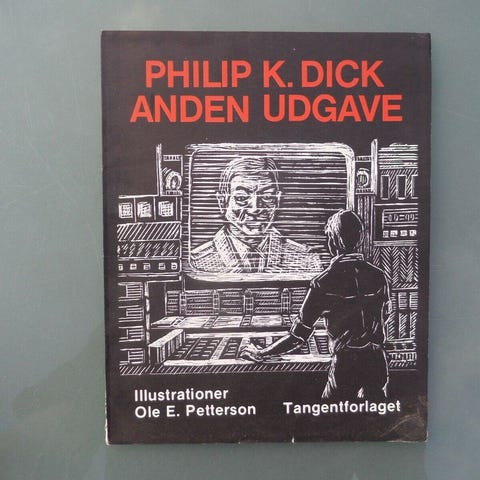 PHILIP K. DICK
ANDEN UDGAVE
Illustrationer
Ole E. Petterson
Tangentforlaget